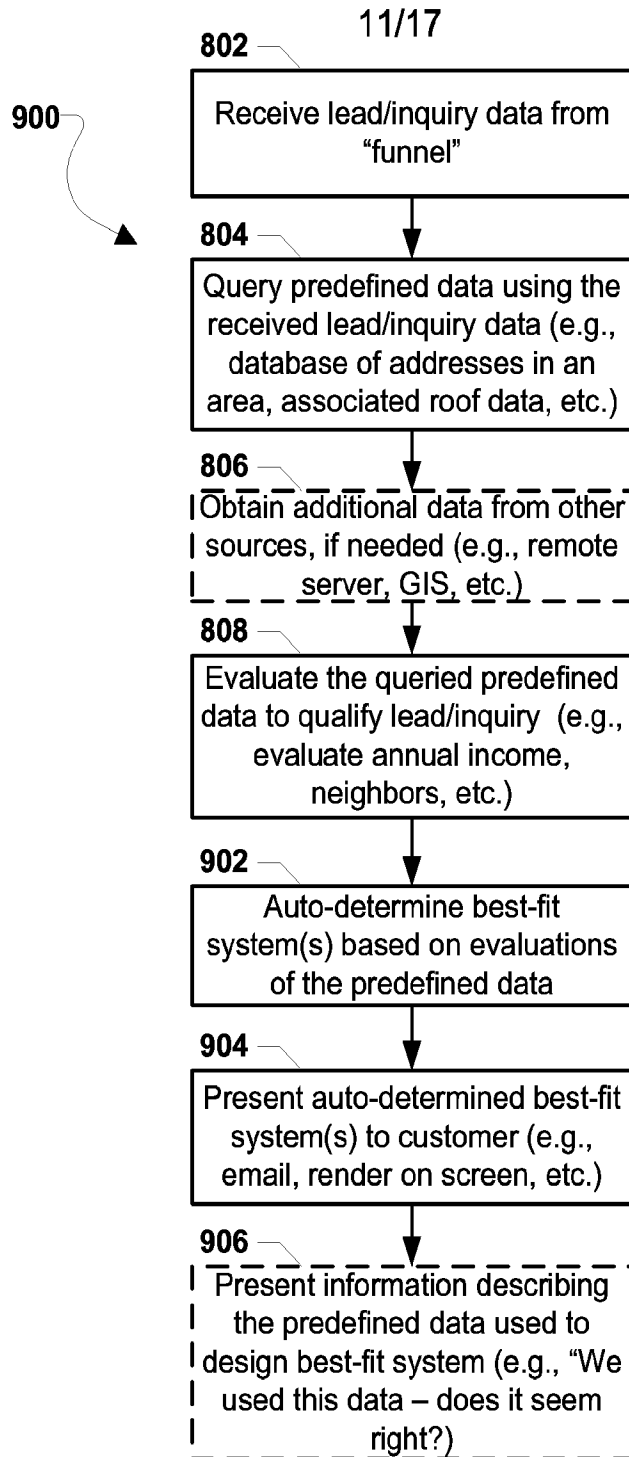 11/17
900
802
Receive lead/inquiry data from
“funnel”
804
Query predefined data using the
received lead/inquiry data (e.g.,
database of addresses in an
area, associated roof data, etc.)
806
Obtain additional data from other
sources, if needed (e.g., remote
server, GIS, etc.)
808
Evaluate the queried predefined
data to qualify lead/inquiry (e.g.,
evaluate annual income,
neighbors, etc.)
902
Auto-determine best-fit
system(s) based on evaluations
of the predefined data
904
Present auto-determined best-fit
system(s) to customer (e.g.,
email, render on screen, etc.)
906
Present information describing
the predefined data used to
design best-fit system (e.g., “We
used this data – does it seem
right?)